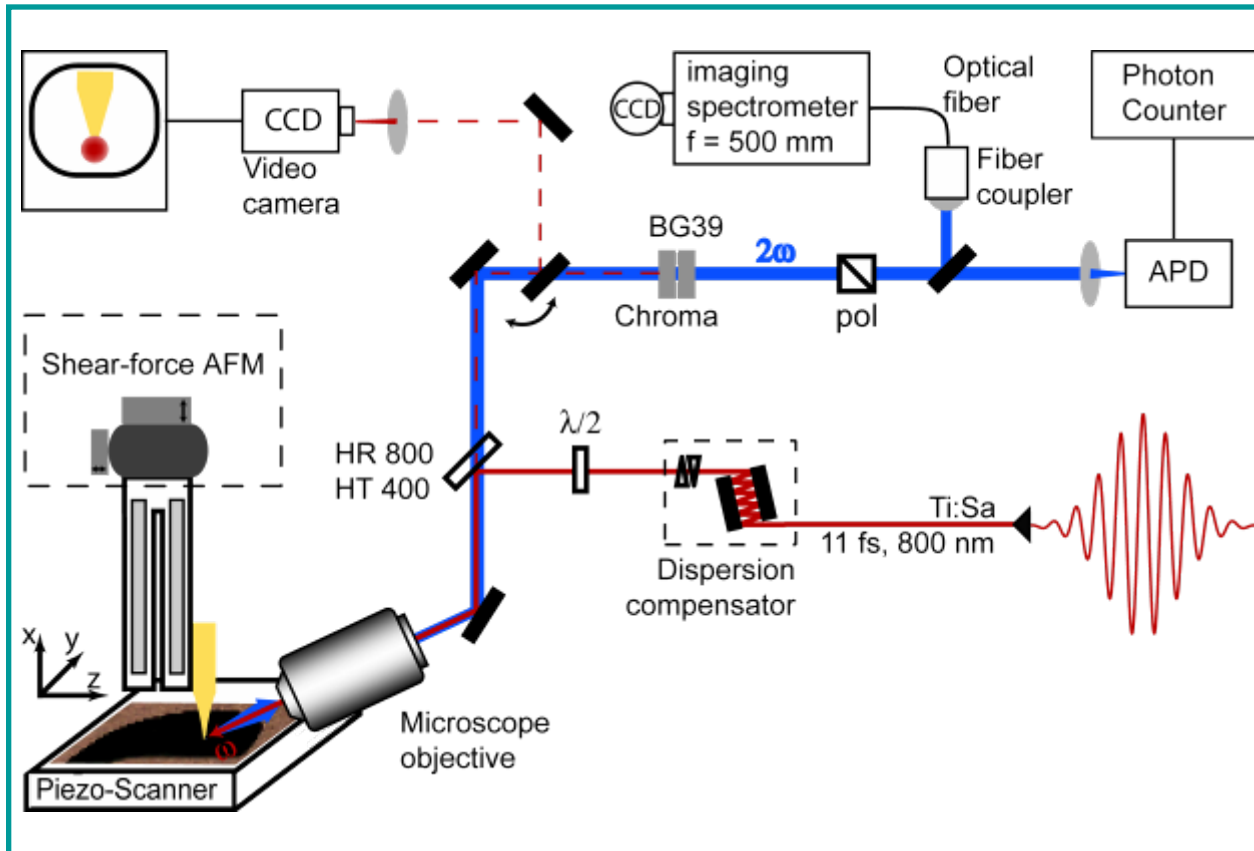 CCD
Video
camera
CCD
imaging
spectrometer
f = 500 mm
Optical
fiber
Fiber
coupler
Photon
Counter
BG39
Chroma
2ω
pol
APD
Shear-force AFM
HR 800
HT 400
λ/2
Ti:Sa
11 fs, 800 nm
Dispersion
compensator
x
y
z
ω
Microscope
objective
Piezo-Scanner